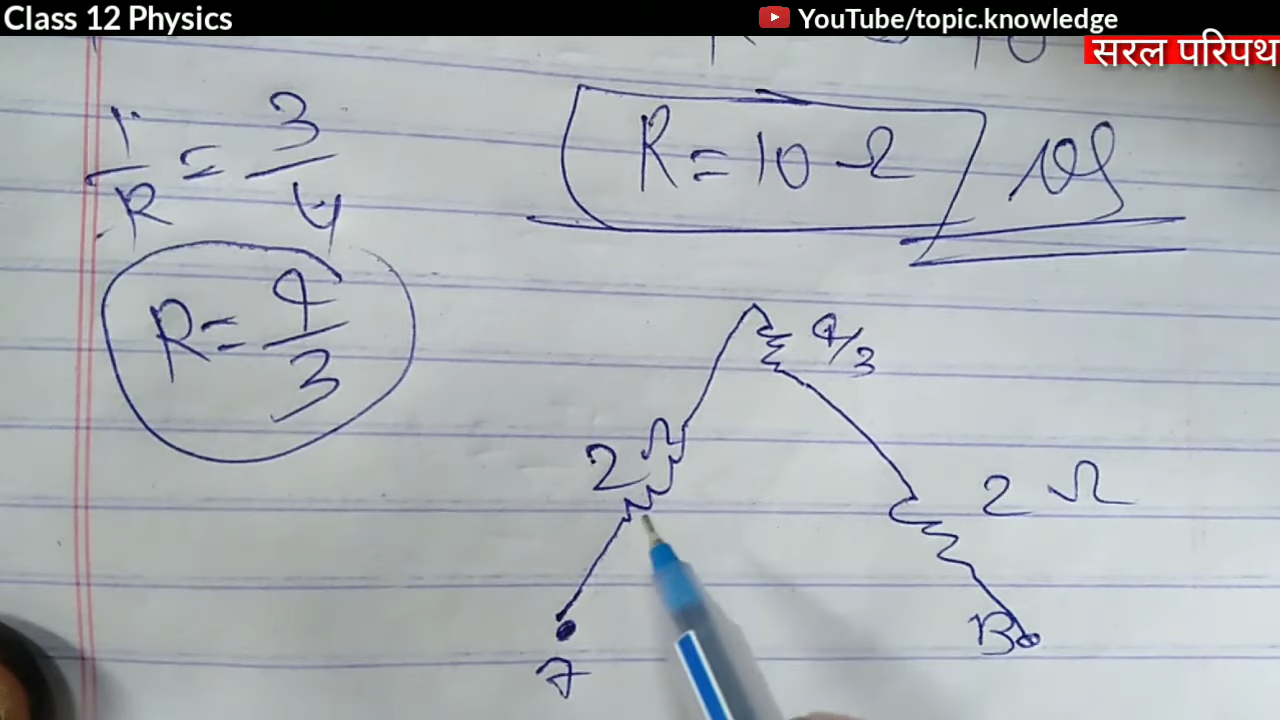 Class 12 Physics
YouTube/topic.knowledge
सरल परिपथ
1/R = 3/4
R = 10 Ω
R = 4/3
4/3
2 Ω
2 Ω
A
B